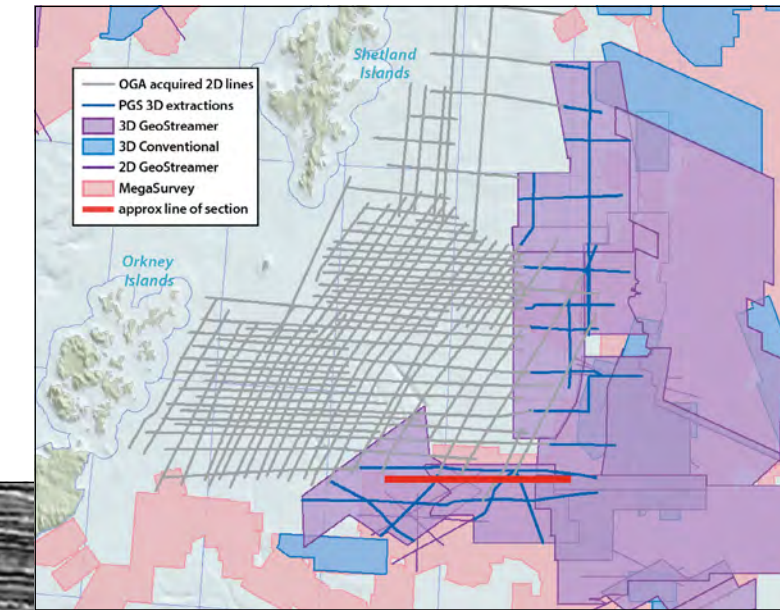 Shetland
Islands
OGA acquired 2D lines
PGS 3D extractions
3D GeoStreamer
3D Conventional
2D GeoStreamer
MegaSurvey
approx line of section
Orkney
Islands